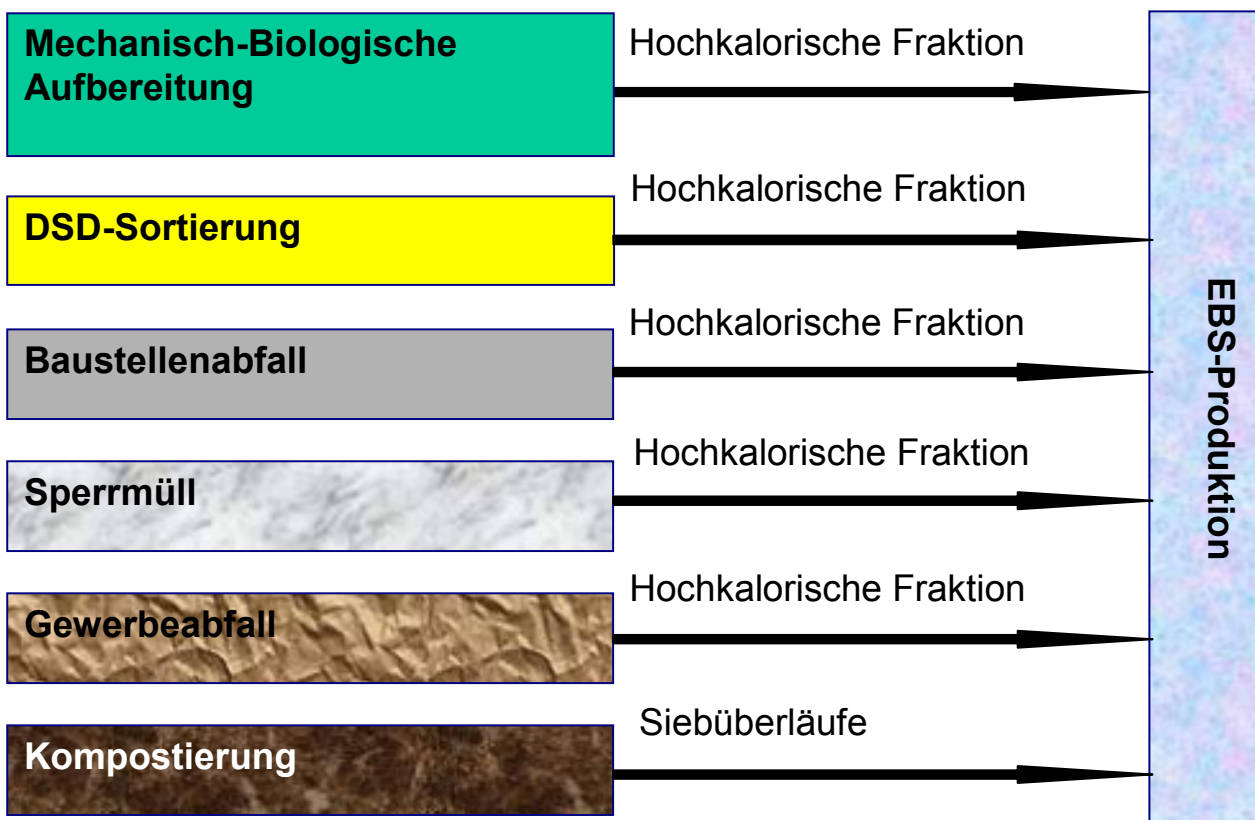 Mechanisch-Biologische
Aufbereitung
Hochkalorische Fraktion
DSD-Sortierung
Hochkalorische Fraktion
Baustellenabfall
Hochkalorische Fraktion
Sperrmüll
Hochkalorische Fraktion
Gewerbeabfall
Hochkalorische Fraktion
Kompostierung
Siebüberläufe
EBS-Produktion